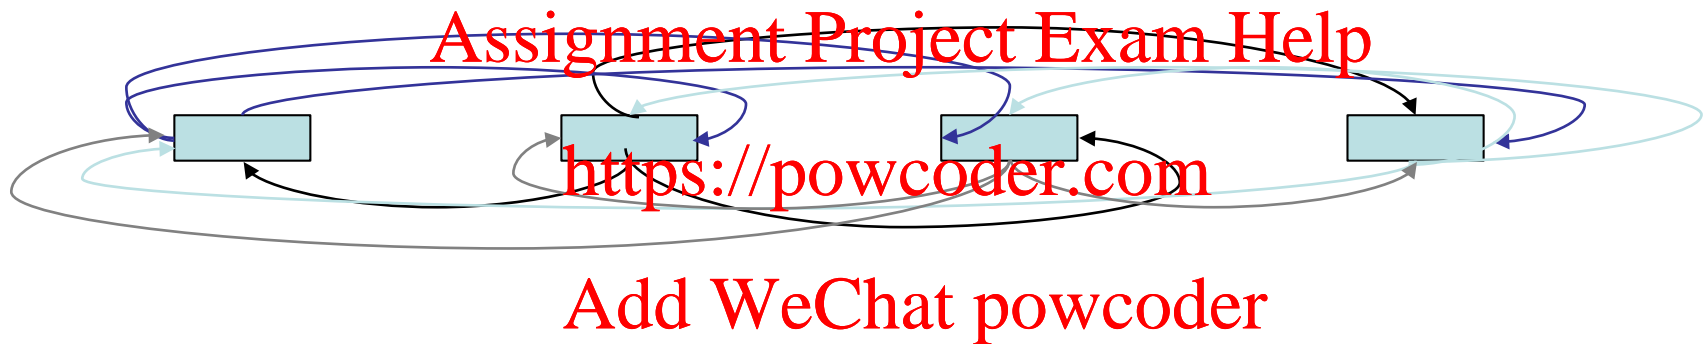 Assignment Project Exam Help
https://powcoder.com
Add WeChat powcoder